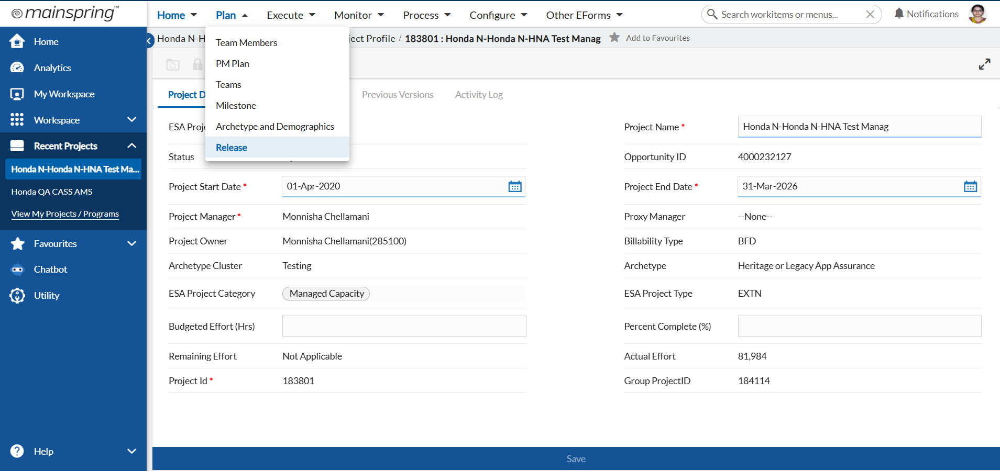 mainspring™
Home Plan Execute Monitor Process Configure Other EForms
Search workitems or menus...
Notifications
Honda N-H
ject Profile / 183801 : Honda N-Honda N-HNA Test Manag
Add to Favourites
Home
Analytics
My Workspace
Workspace
Recent Projects
Honda N-Honda N-HNA Test Ma...
Honda QA CASS AMS
View My Projects / Programs
Favourites
Chatbot
Utility
Help
Team Members
PM Plan
Teams
Milestone
Archetype and Demographics
Release
Project D
Previous Versions
Activity Log
ESA Proje
Project Name * Honda N-Honda N-HNA Test Manag
Status
Opportunity ID 4000232127
Project Start Date * 01-Apr-2020
Project End Date * 31-Mar-2026
Project Manager * Monnisha Chellamani
Proxy Manager --None--
Project Owner Monnisha Chellamani(285100)
Billability Type BFD
Archetype Cluster Testing
Archetype Heritage or Legacy App Assurance
ESA Project Category Managed Capacity
ESA Project Type EXTN
Budgeted Effort (Hrs)
Percent Complete (%)
Remaining Effort Not Applicable
Actual Effort 81,984
Project Id * 183801
Group ProjectID 184114
Save